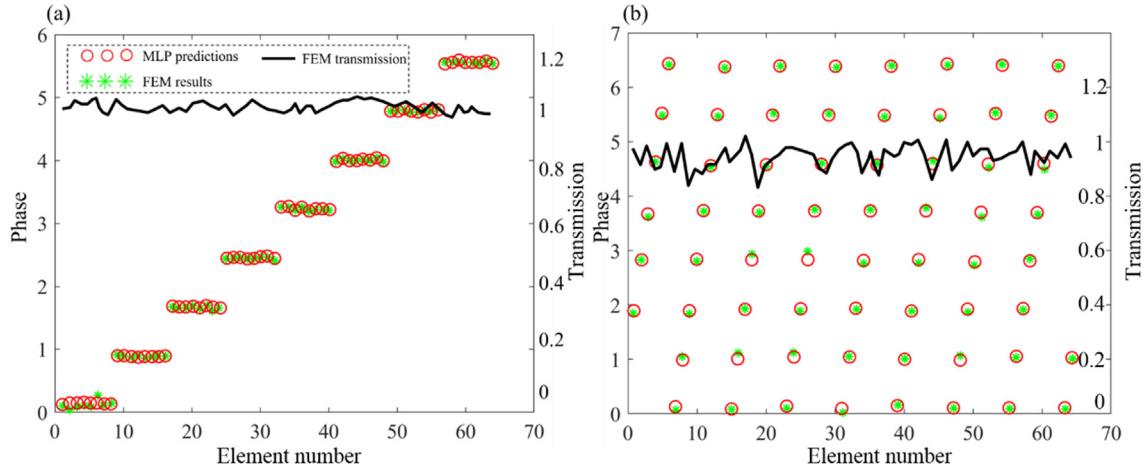 (a)
MLP predictions
FEM transmission
FEM results
6
5
4
3
2
1
0
Phase
1.2
1
0.8
0.6
0.4
0.2
0
Transmission
0 10 20 30 40 50 60 70
Element number
(b)
7
6
5
4
3
2
1
0
Phase
1.2
1
0.8
0.6
0.4
0.2
0
Transmission
0 10 20 30 40 50 60 70
Element number